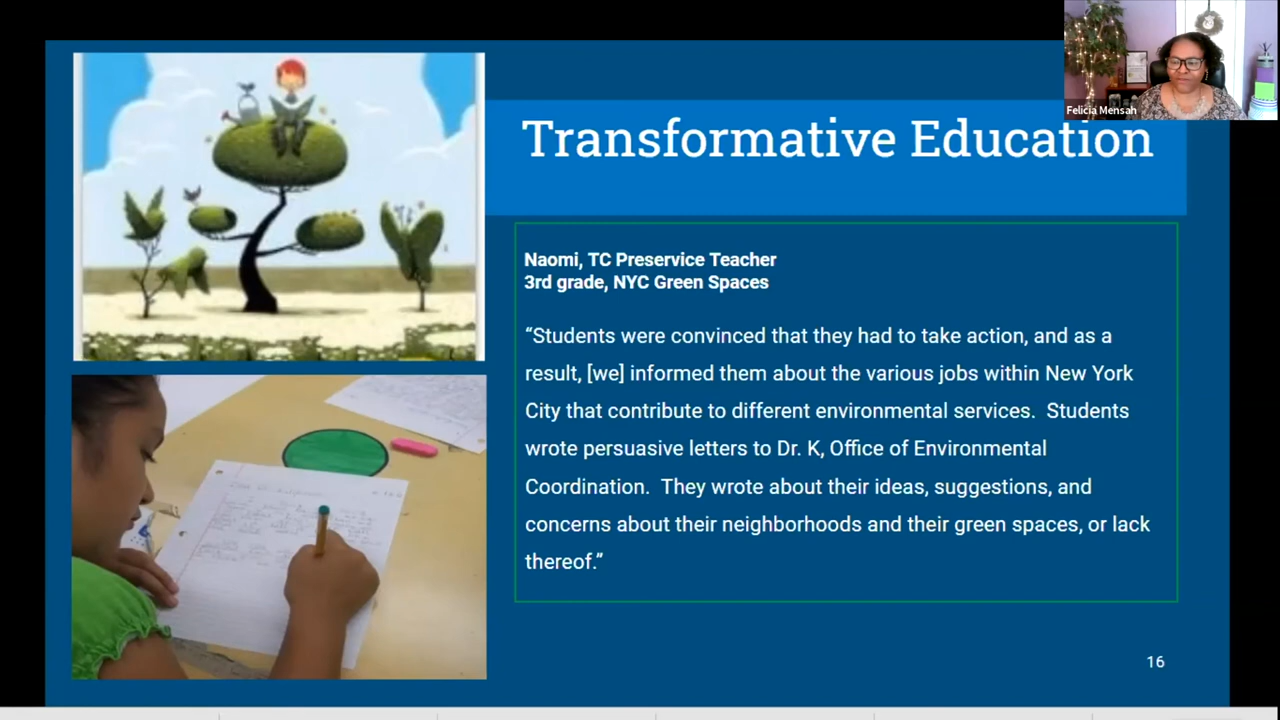 Felicia Mensah
Transformative Education
Naomi, TC Preservice Teacher
3rd grade, NYC Green Spaces
“Students were convinced that they had to take action, and as a
result, [we] informed them about the various jobs within New York
City that contribute to different environmental services.  Students
wrote persuasive letters to Dr. K, Office of Environmental
Coordination.  They wrote about their ideas, suggestions, and
concerns about their neighborhoods and their green spaces, or lack
thereof.”
16